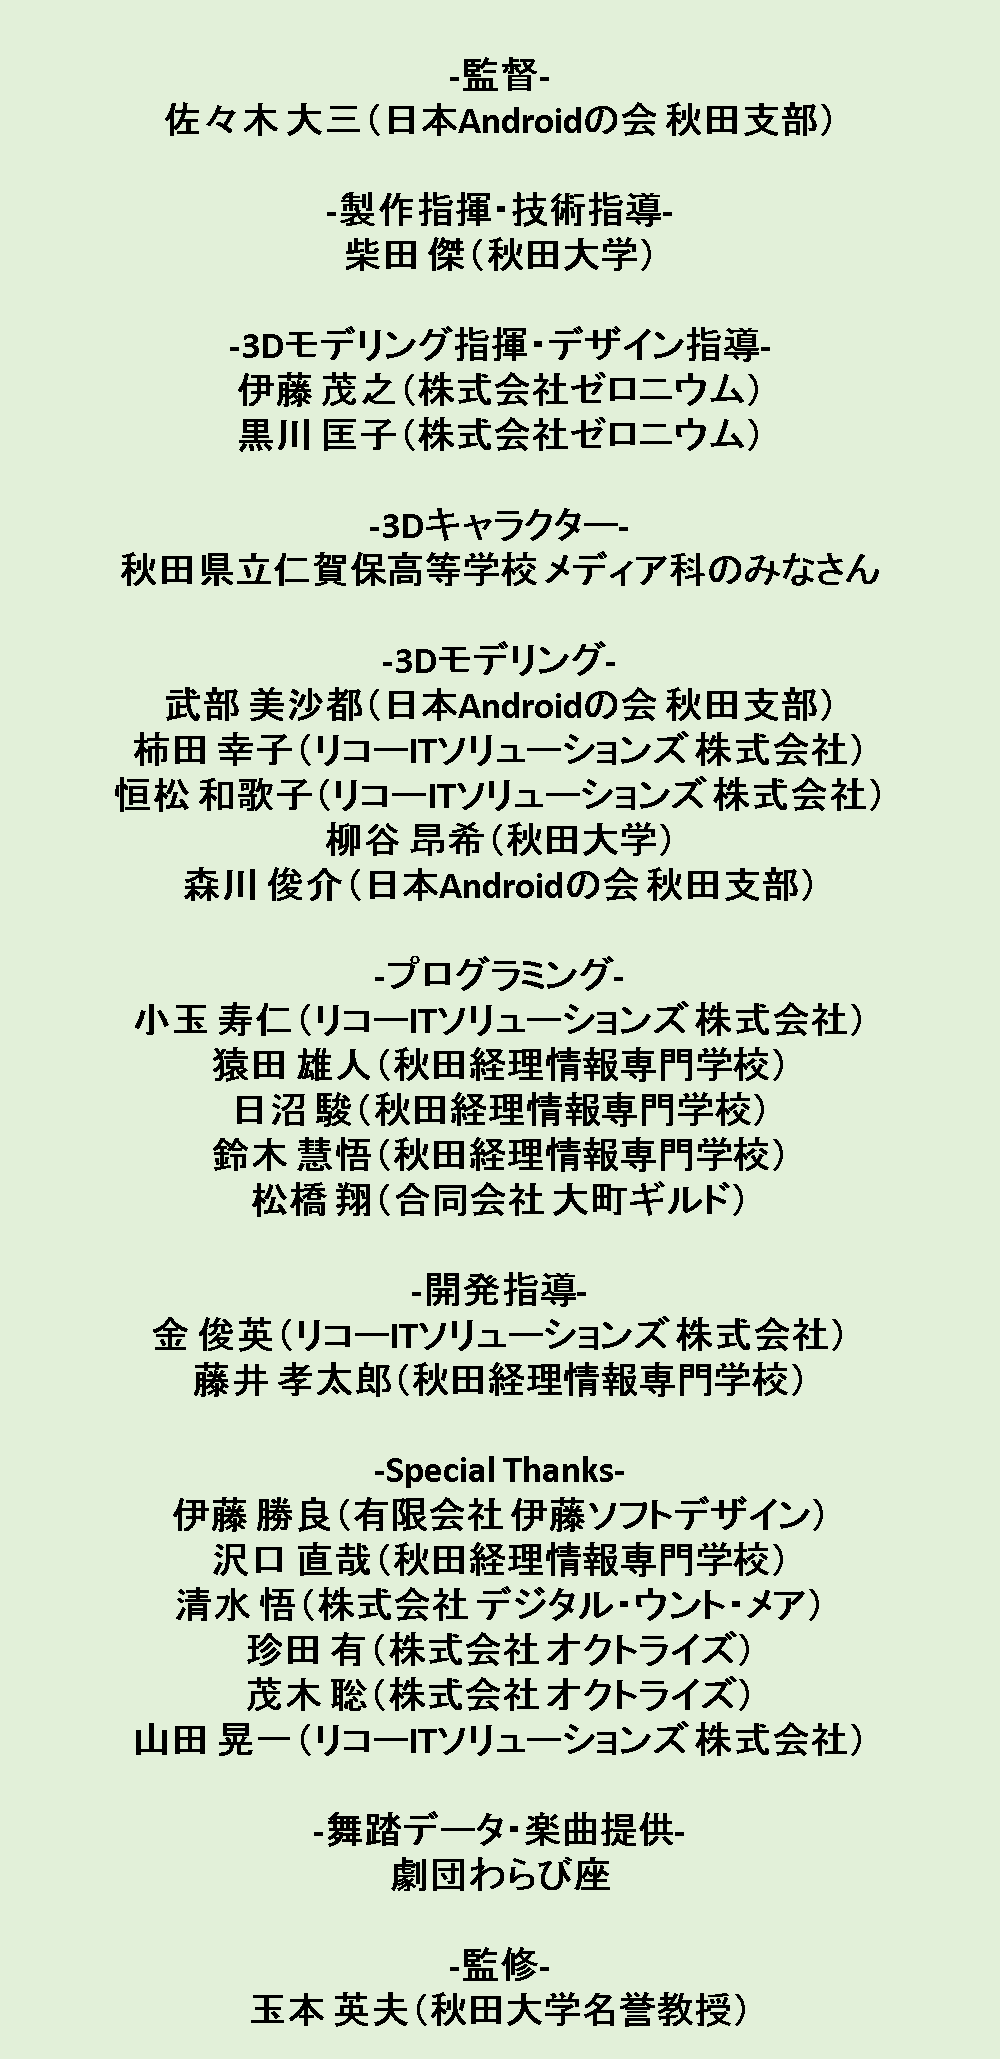 -監督-
佐々木 大三（日本Androidの会 秋田支部）
-製作指揮・技術指導-
柴田 傑（秋田大学）
-3Dモデリング指揮・デザイン指導-
伊藤 茂之（株式会社ゼロニウム）
黒川 匡子（株式会社ゼロニウム）
-3Dキャラクター-
秋田県立仁賀保高等学校 メディア科のみなさん
-3Dモデリング-
武部 美沙都（日本Androidの会 秋田支部）
柿田 幸子（リコーITソリューションズ 株式会社）
恒松 和歌子（リコーITソリューションズ 株式会社）
柳谷 昂希（秋田大学）
森川 俊介（日本Androidの会 秋田支部）
-プログラミング-
小玉 寿仁（リコーITソリューションズ 株式会社）
猿田 雄人（秋田経理情報専門学校）
日沼 駿（秋田経理情報専門学校）
鈴木 慧悟（秋田経理情報専門学校）
松橋 翔（合同会社 大町ギルド）
-開発指導-
金 俊英（リコーITソリューションズ 株式会社）
藤井 孝太郎（秋田経理情報専門学校）
-Special Thanks-
伊藤 勝良（有限会社 伊藤ソフトデザイン）
沢口 直哉（秋田経理情報専門学校）
清水 悟（株式会社 デジタル・ウント・メア）
珍田 有（株式会社 オクトライズ）
茂木 聡（株式会社 オクトライズ）
山田 晃一（リコーITソリューションズ 株式会社）
-舞踏データ・楽曲提供-
劇団わらび座
-監修-
玉本 英夫（秋田大学名誉教授）